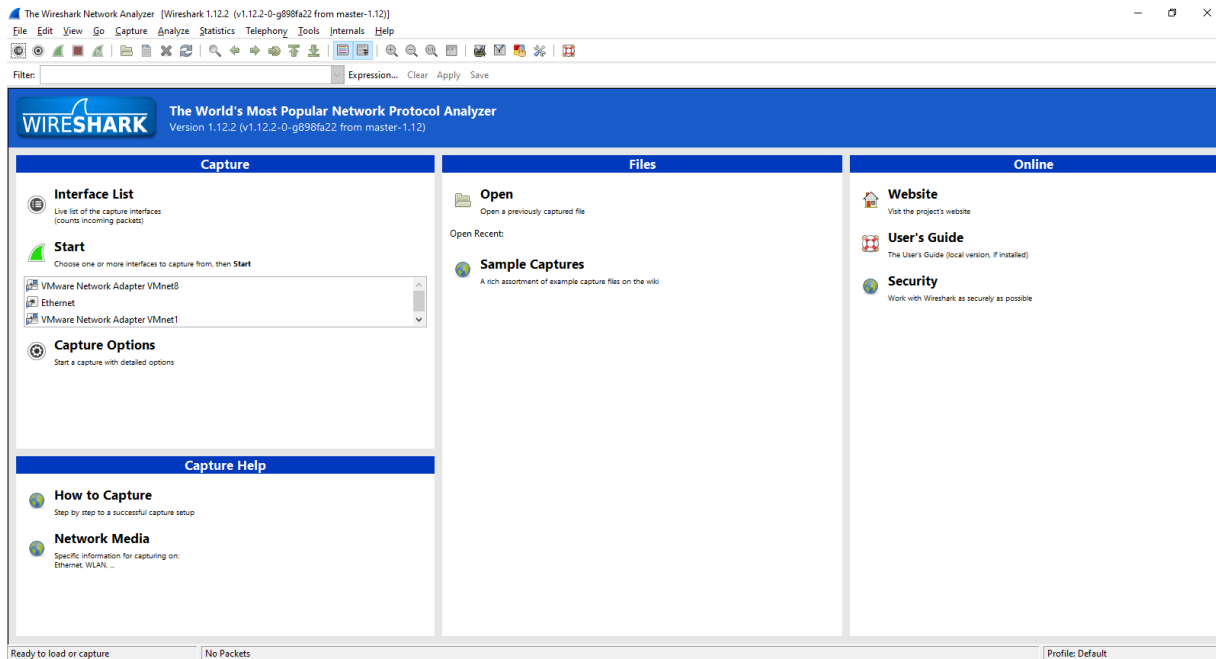 The Wireshark Network Analyzer [Wireshark 1.12.2 (v1.12.2-0-g898fa22 from master-1.12)]
File Edit View Go Capture Analyze Statistics Telephony Tools Internals Help
Filter: Expression... Clear Apply Save
WIRESHARK
The World's Most Popular Network Protocol Analyzer
Version 1.12.2 (v1.12.2-0-g898fa22 from master-1.12)
Capture
Interface List
Live list of the capture interfaces
(counts incoming packets)
Start
Choose one or more interfaces to capture from, then Start
VMware Network Adapter VMnet8
Ethernet
VMware Network Adapter VMnet1
Capture Options
Start a capture with detailed options
Capture Help
How to Capture
Step by step to a successful capture setup
Network Media
Specific information for capturing on:
Ethernet, WLAN, ...
Files
Open
Open a previously captured file
Open Recent:
Sample Captures
A rich assortment of example capture files on the wiki
Online
Website
Visit the project's website
User's Guide
The User's Guide (local version, if installed)
Security
Work with Wireshark as securely as possible
Ready to load or capture
No Packets
Profile: Default